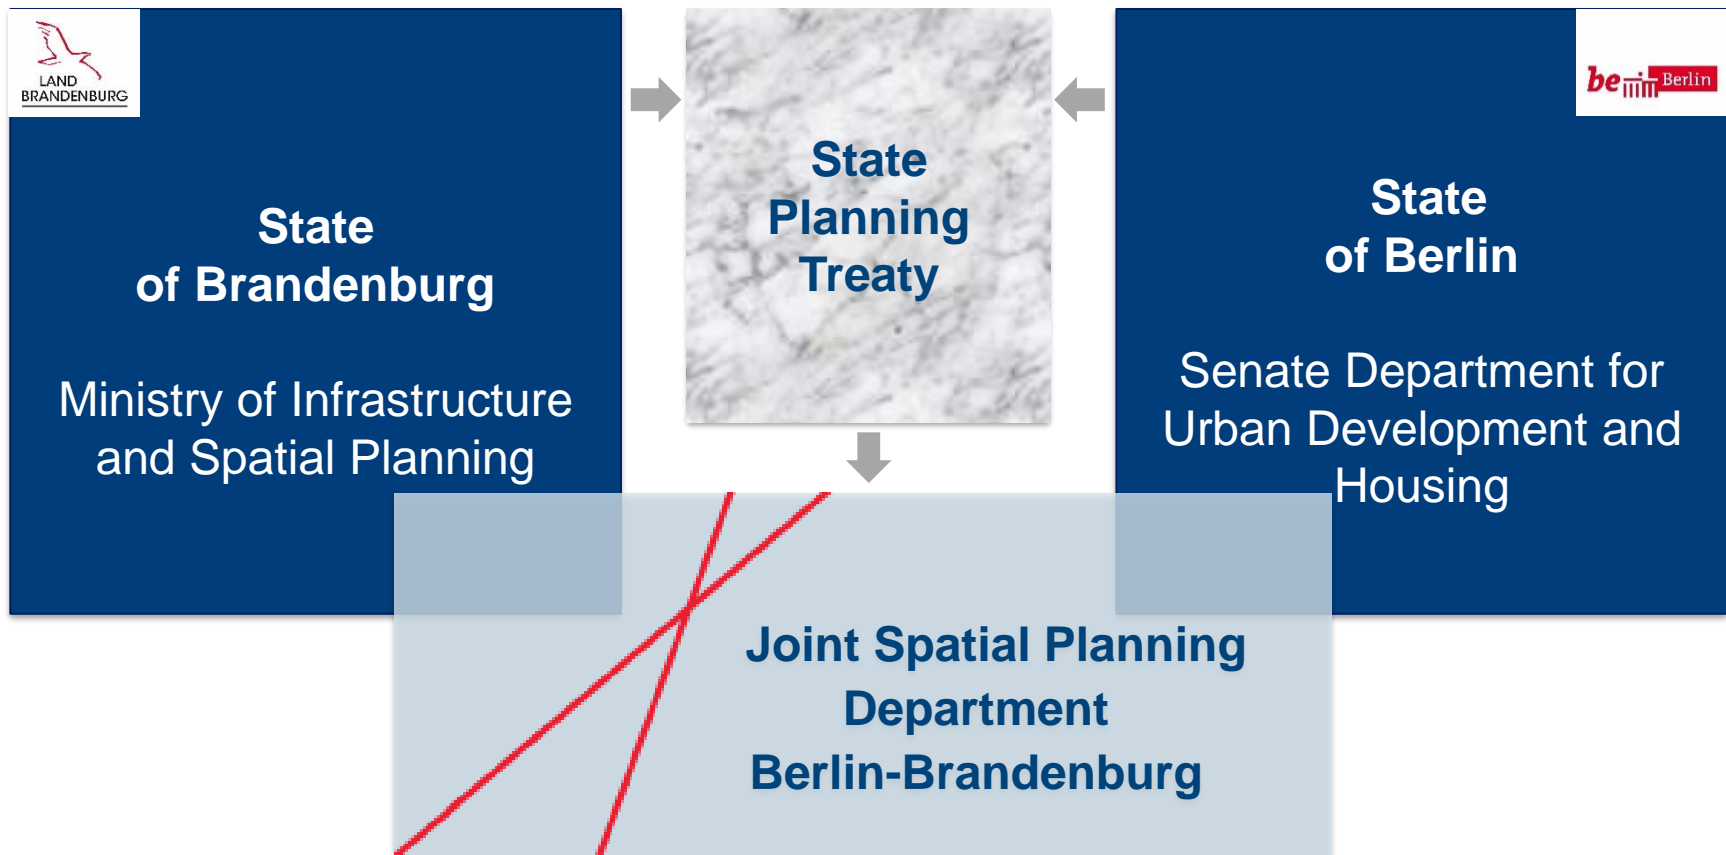 LAND
BRANDENBURG
State
of Brandenburg
Ministry of Infrastructure
and Spatial Planning
State
Planning
Treaty
be Berlin
State
of Berlin
Senate Department for
Urban Development and
Housing
Joint Spatial Planning
Department
Berlin-Brandenburg